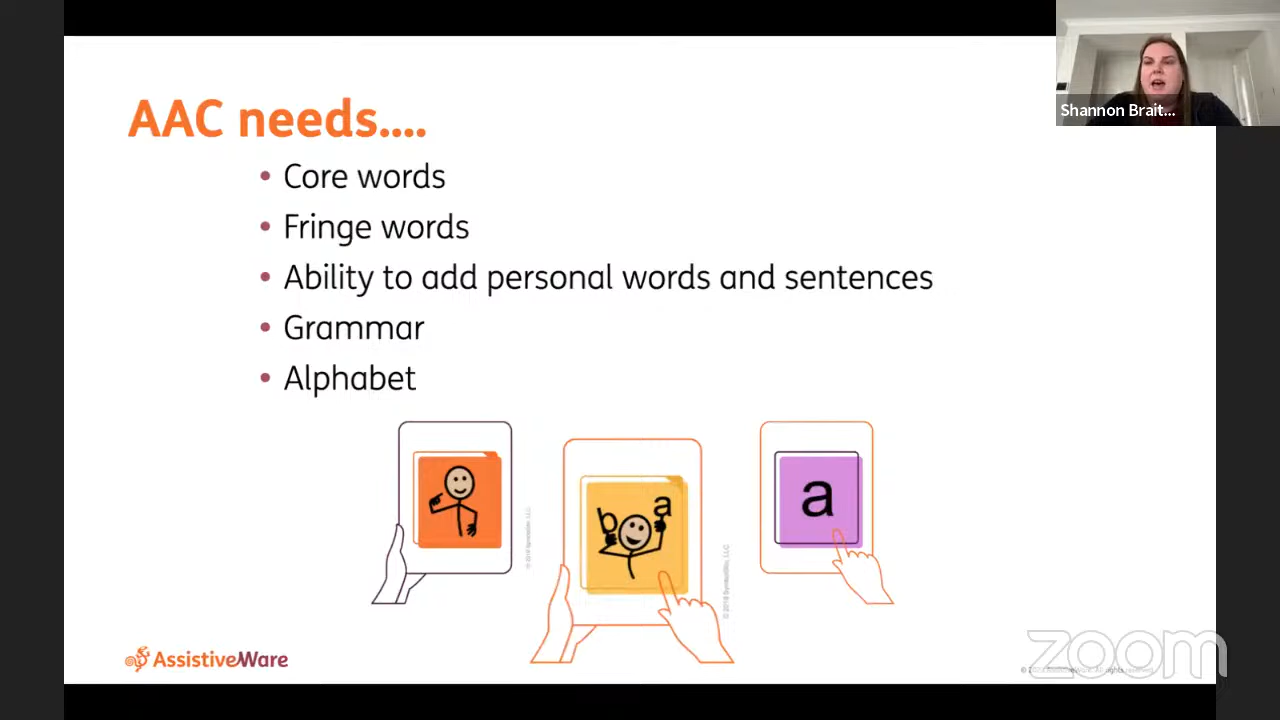 Shannon Brait...
AAC needs....
• Core words
• Fringe words
• Ability to add personal words and sentences
• Grammar
• Alphabet
b a
a
AssistiveWare
zoom